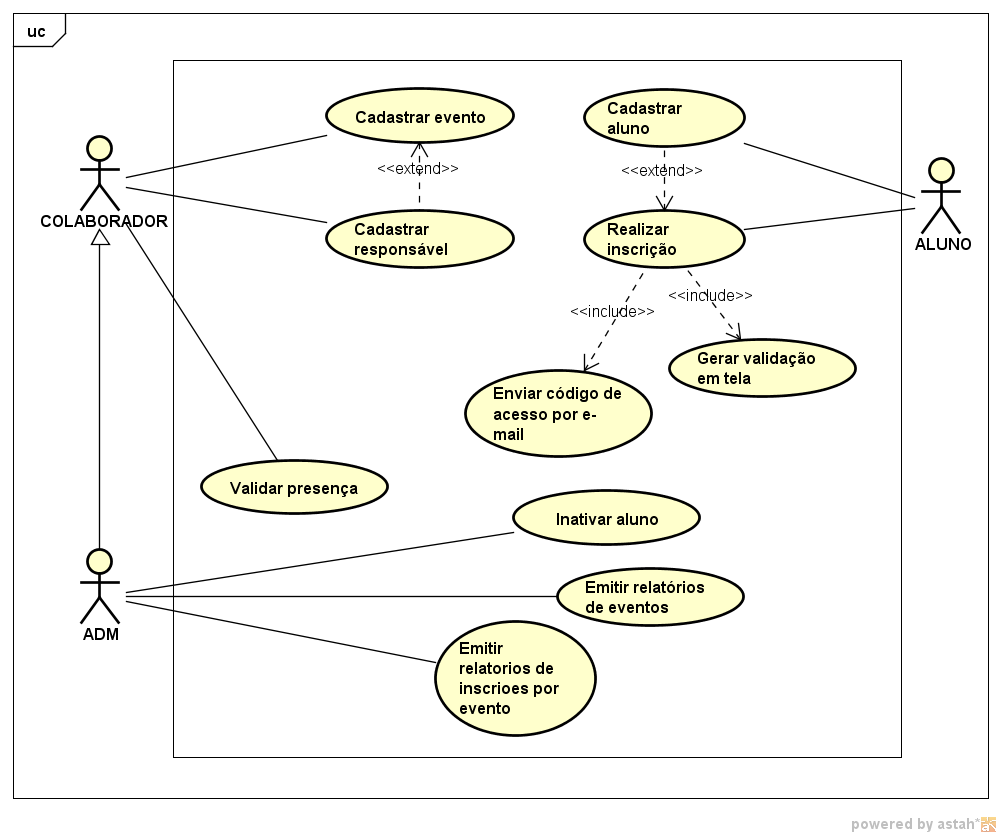 uc
Cadastrar evento
Cadastrar
aluno
<<extend>>
<<extend>>
COLABORADOR
Cadastrar
responsável
Realizar
inscrição
ALUNO
<<include>>
<<include>>
Gerar validação
em tela
Enviar código de
acesso por e-
mail
Validar presença
Inativar aluno
Emitir relatórios
de eventos
ADM
Emitir
relatorios de
inscrioes por
evento
powered by astah*